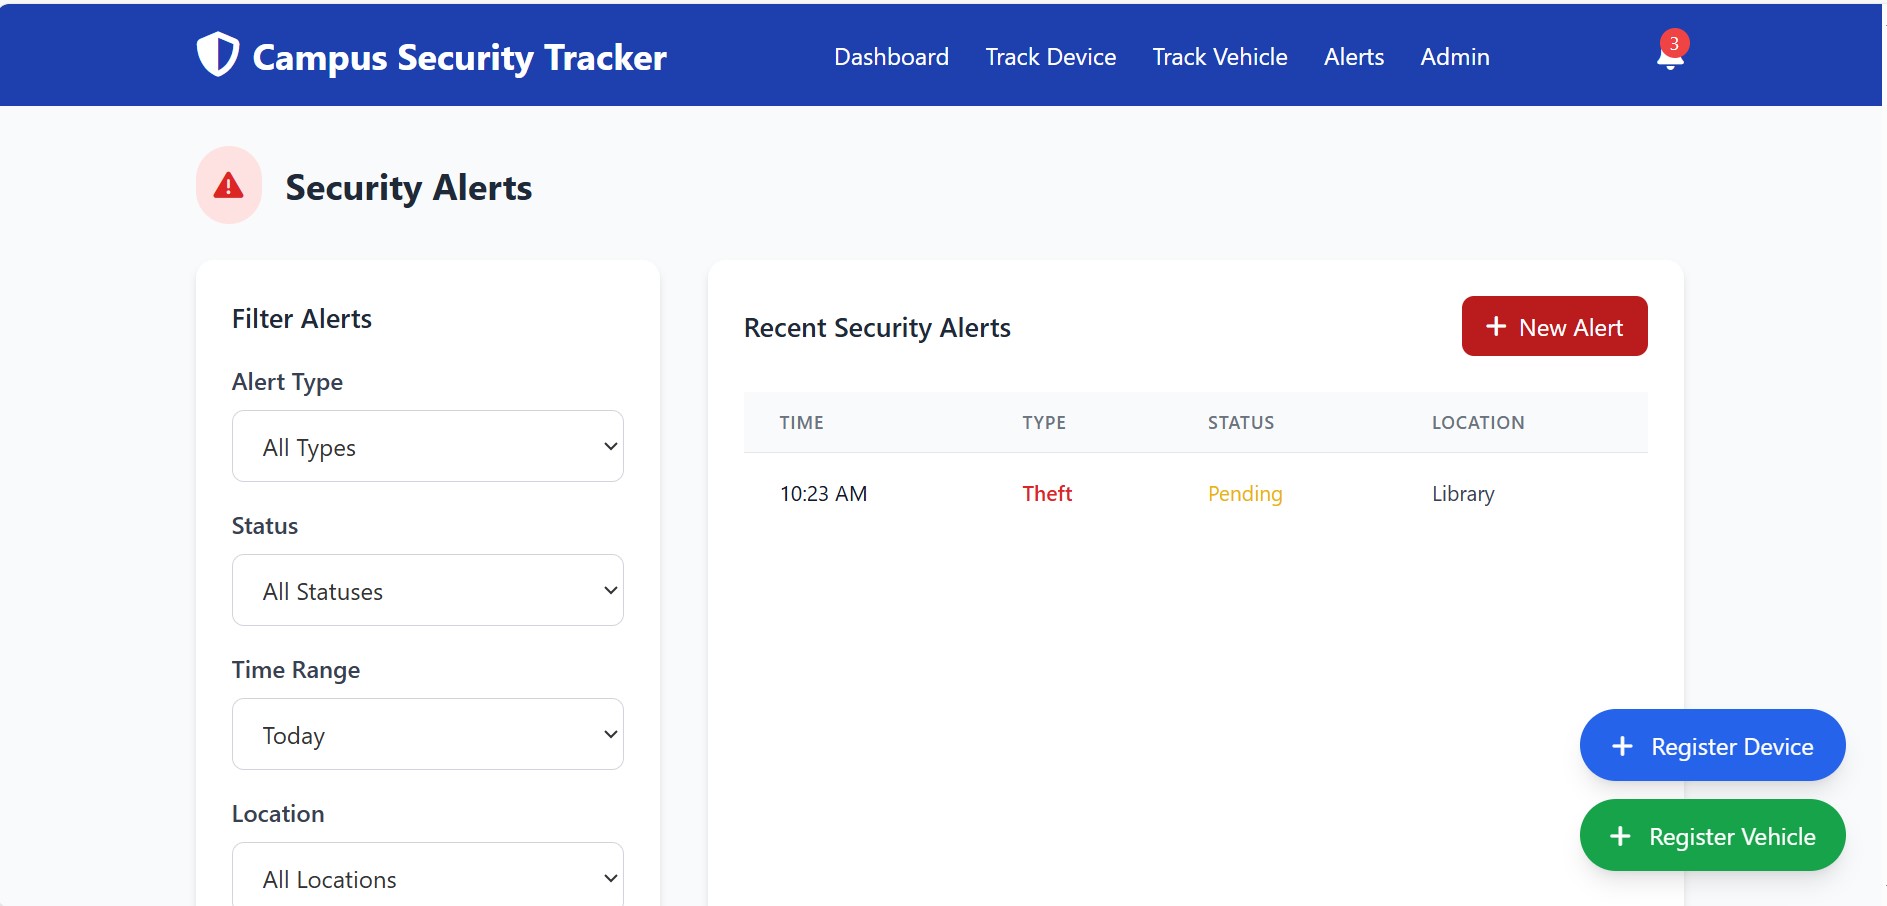 Campus Security Tracker
Dashboard Track Device Track Vehicle Alerts Admin
3
Security Alerts
Filter Alerts
Alert Type
All Types
Status
All Statuses
Time Range
Today
Location
All Locations
Recent Security Alerts
+ New Alert
TIME TYPE STATUS LOCATION
10:23 AM Theft Pending Library
+ Register Device
+ Register Vehicle